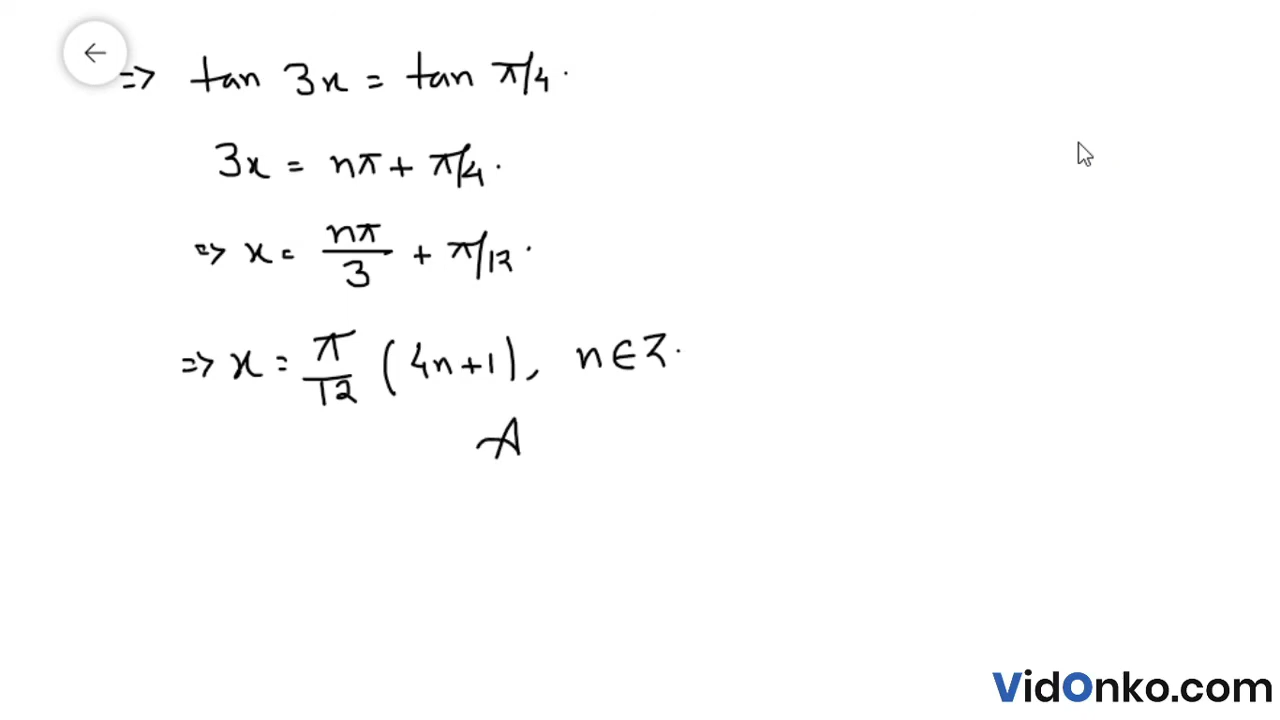 ⇒ tan 3x = tan π/4.
3x = nπ + π/4.
⇒ x = nπ/3 + π/12.
⇒ x = π/12 (4n+1), n ∈ Z.
A
VidOnko.com